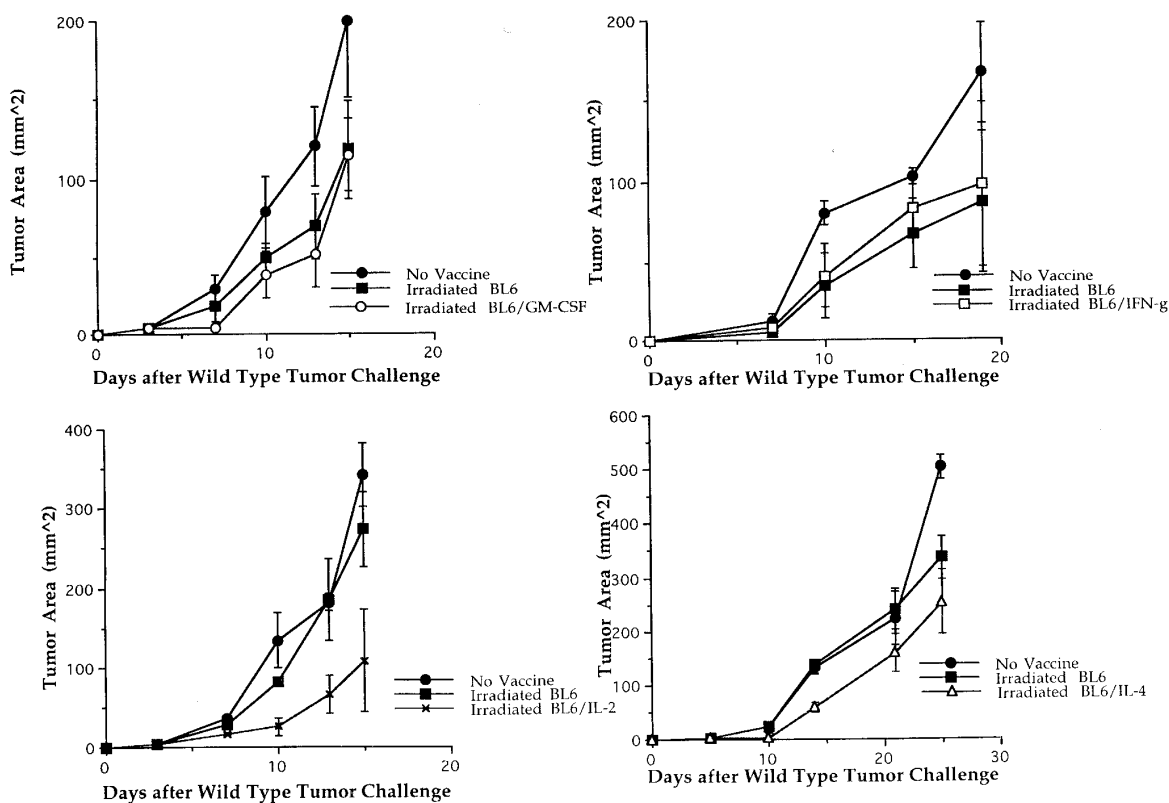 200
100
0
Tumor Area (mm^2)
No Vaccine
Irradiated BL6
Irradiated BL6/GM-CSF
0
10
20
Days after Wild Type Tumor Challenge
200
100
0
Tumor Area (mm^2)
No Vaccine
Irradiated BL6
Irradiated BL6/IFN-g
0
10
20
Days after Wild Type Tumor Challenge
400
300
200
100
0
Tumor Area (mm^2)
No Vaccine
Irradiated BL6
Irradiated BL6/IL-2
0
10
20
Days after Wild Type Tumor Challenge
600
500
400
300
200
100
0
Tumor Area (mm^2)
No Vaccine
Irradiated BL6
Irradiated BL6/IL-4
0
10
20
30
Days after Wild Type Tumor Challenge